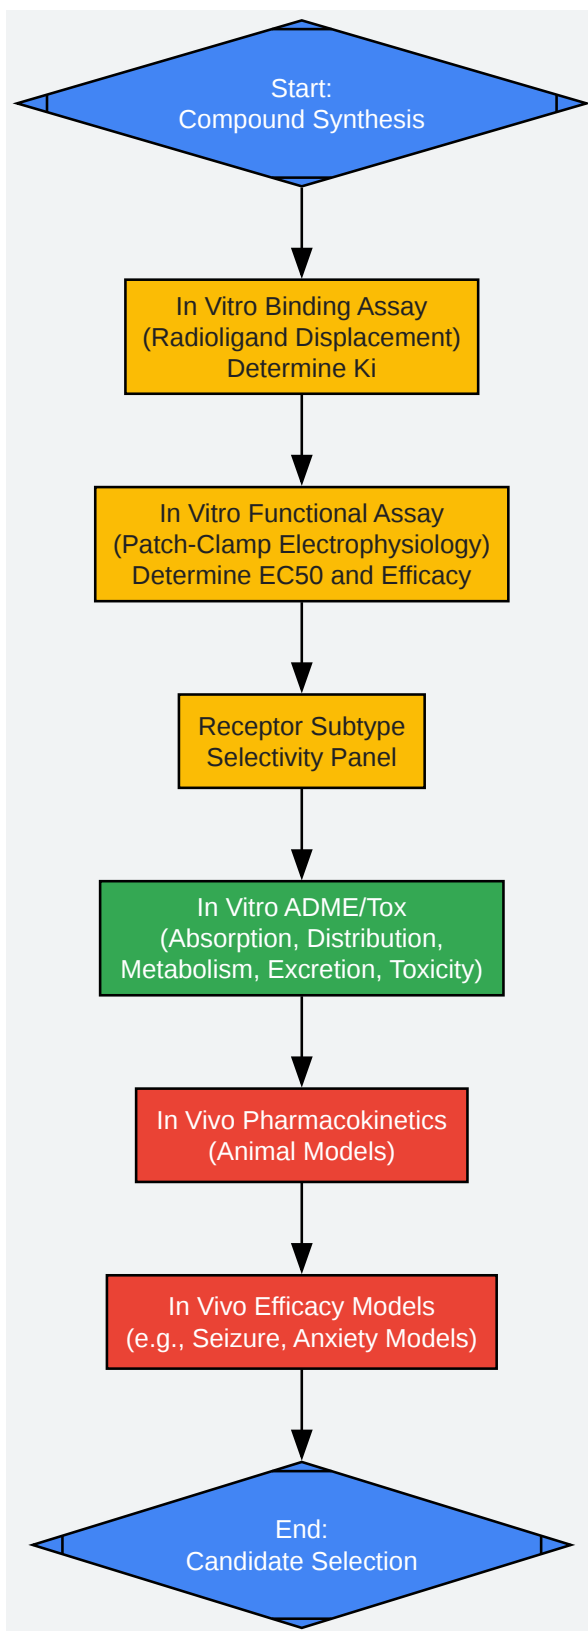 Start:
Compound Synthesis
In Vitro Binding Assay
(Radioligand Displacement)
Determine Ki
In Vitro Functional Assay
(Patch-Clamp Electrophysiology)
Determine EC50 and Efficacy
Receptor Subtype
Selectivity Panel
In Vitro ADME/Tox
(Absorption, Distribution,
Metabolism, Excretion, Toxicity)
In Vivo Pharmacokinetics
(Animal Models)
In Vivo Efficacy Models
(e.g., Seizure, Anxiety Models)
End:
Candidate Selection